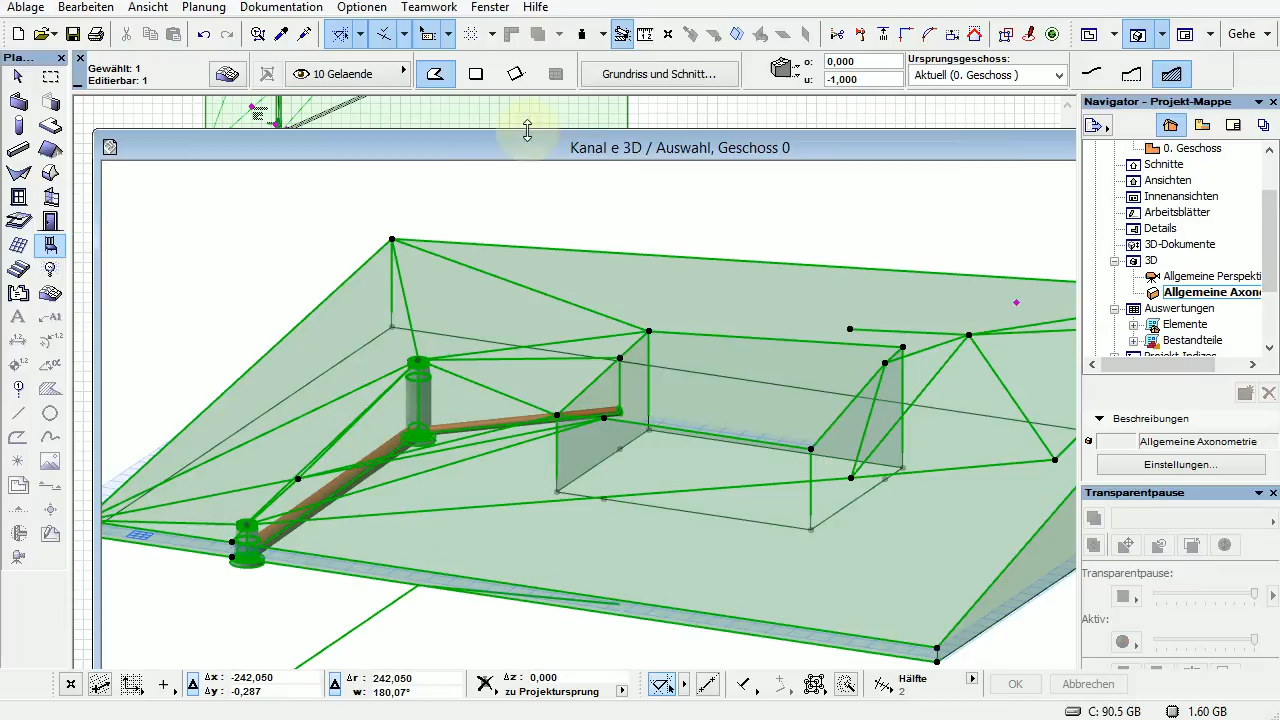 Ablage Bearbeiten Ansicht Planung Dokumentation Optionen Teamwork Fenster Hilfe
Gehe
Pla...
Gewählt: 1
Editierbar: 1
10 Gelaende
Grundriss und Schnitt...
o: 0,000
u: -1,000
Ursprungsgeschoss:
Aktuell (0. Geschoss )
Navigator - Projekt-Mappe
Kanal e 3D / Auswahl, Geschoss 0
0. Geschoss
Schnitte
Ansichten
Innenansichten
Arbeitsblätter
Details
3D-Dokumente
3D
Allgemeine Perspekti
Allgemeine Axono
Auswertungen
Elemente
Bestandteile
Beschreibungen
Allgemeine Axonometrie
Einstellungen...
Transparentpause
Transparentpause:
Aktiv:
Δx : -242,050
Δy : -0,287
Δr : 242,050
w : 180,07°
Δz : 0,000
zu Projektursprung
Hälfte
2
OK
Abbrechen
C: 90.5 GB
1.60 GB